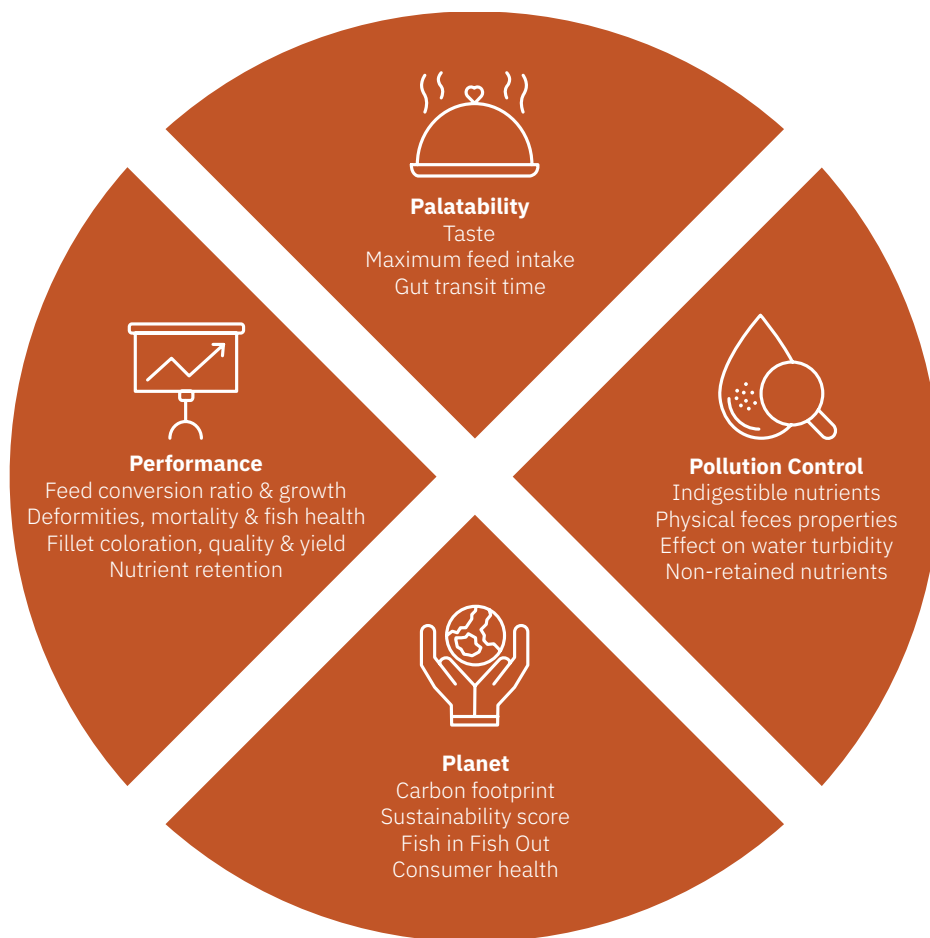 Palatability
Taste
Maximum feed intake
Gut transit time
Performance
Feed conversion ratio & growth
Deformities, mortality & fish health
Fillet coloration, quality & yield
Nutrient retention
Pollution Control
Indigestible nutrients
Physical feces properties
Effect on water turbidity
Non-retained nutrients
Planet
Carbon footprint
Sustainability score
Fish in Fish Out
Consumer health